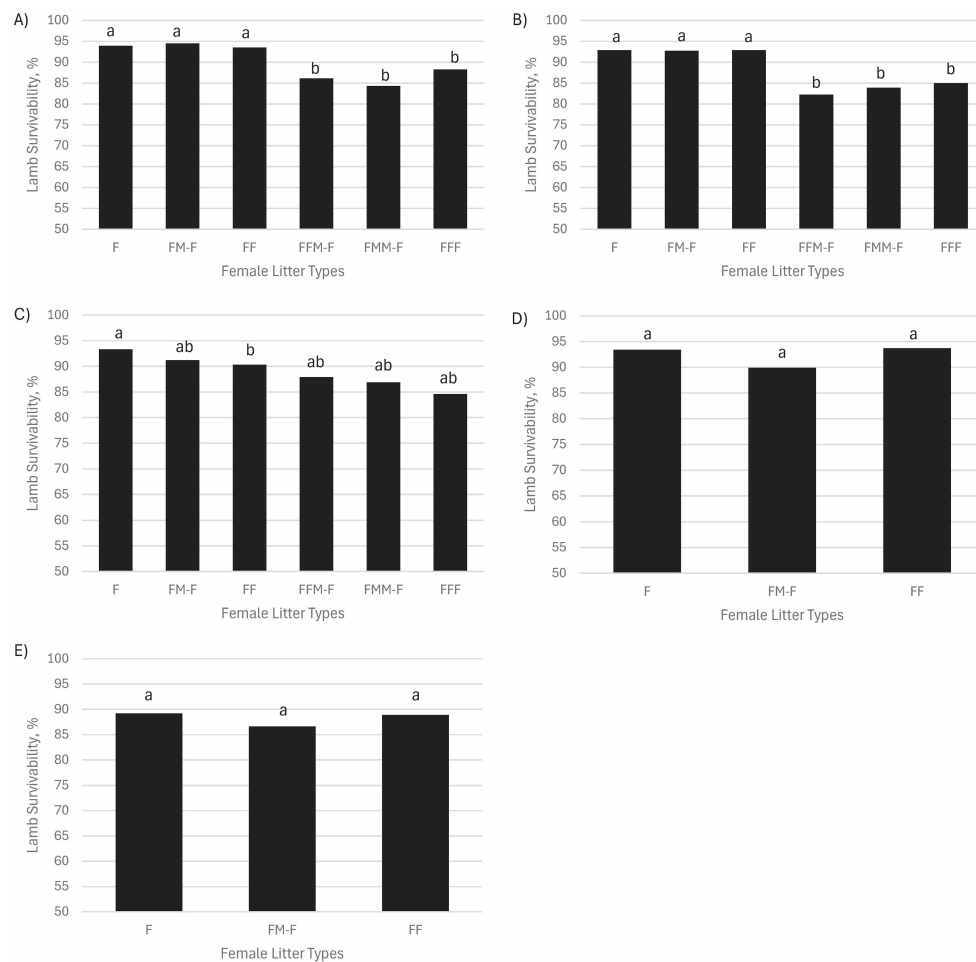 A)
Lamb Survivability, %
100
95
90
85
80
75
70
65
60
55
50
a a a b b b
F FM-F FF FFM-F FMM-F FFF
Female Litter Types
B)
Lamb Survivability, %
100
95
90
85
80
75
70
65
60
55
50
a a a b b b
F FM-F FF FFM-F FMM-F FFF
Female Litter Types
C)
Lamb Survivability, %
100
95
90
85
80
75
70
65
60
55
50
a ab b ab ab ab
F FM-F FF FFM-F FMM-F FFF
Female Litter Types
D)
Lamb Survivability, %
100
95
90
85
80
75
70
65
60
55
50
a a a
F FM-F FF
Female Litter Types
E)
Lamb Survivability, %
100
95
90
85
80
75
70
65
60
55
50
a a a
F FM-F FF
Female Litter Types